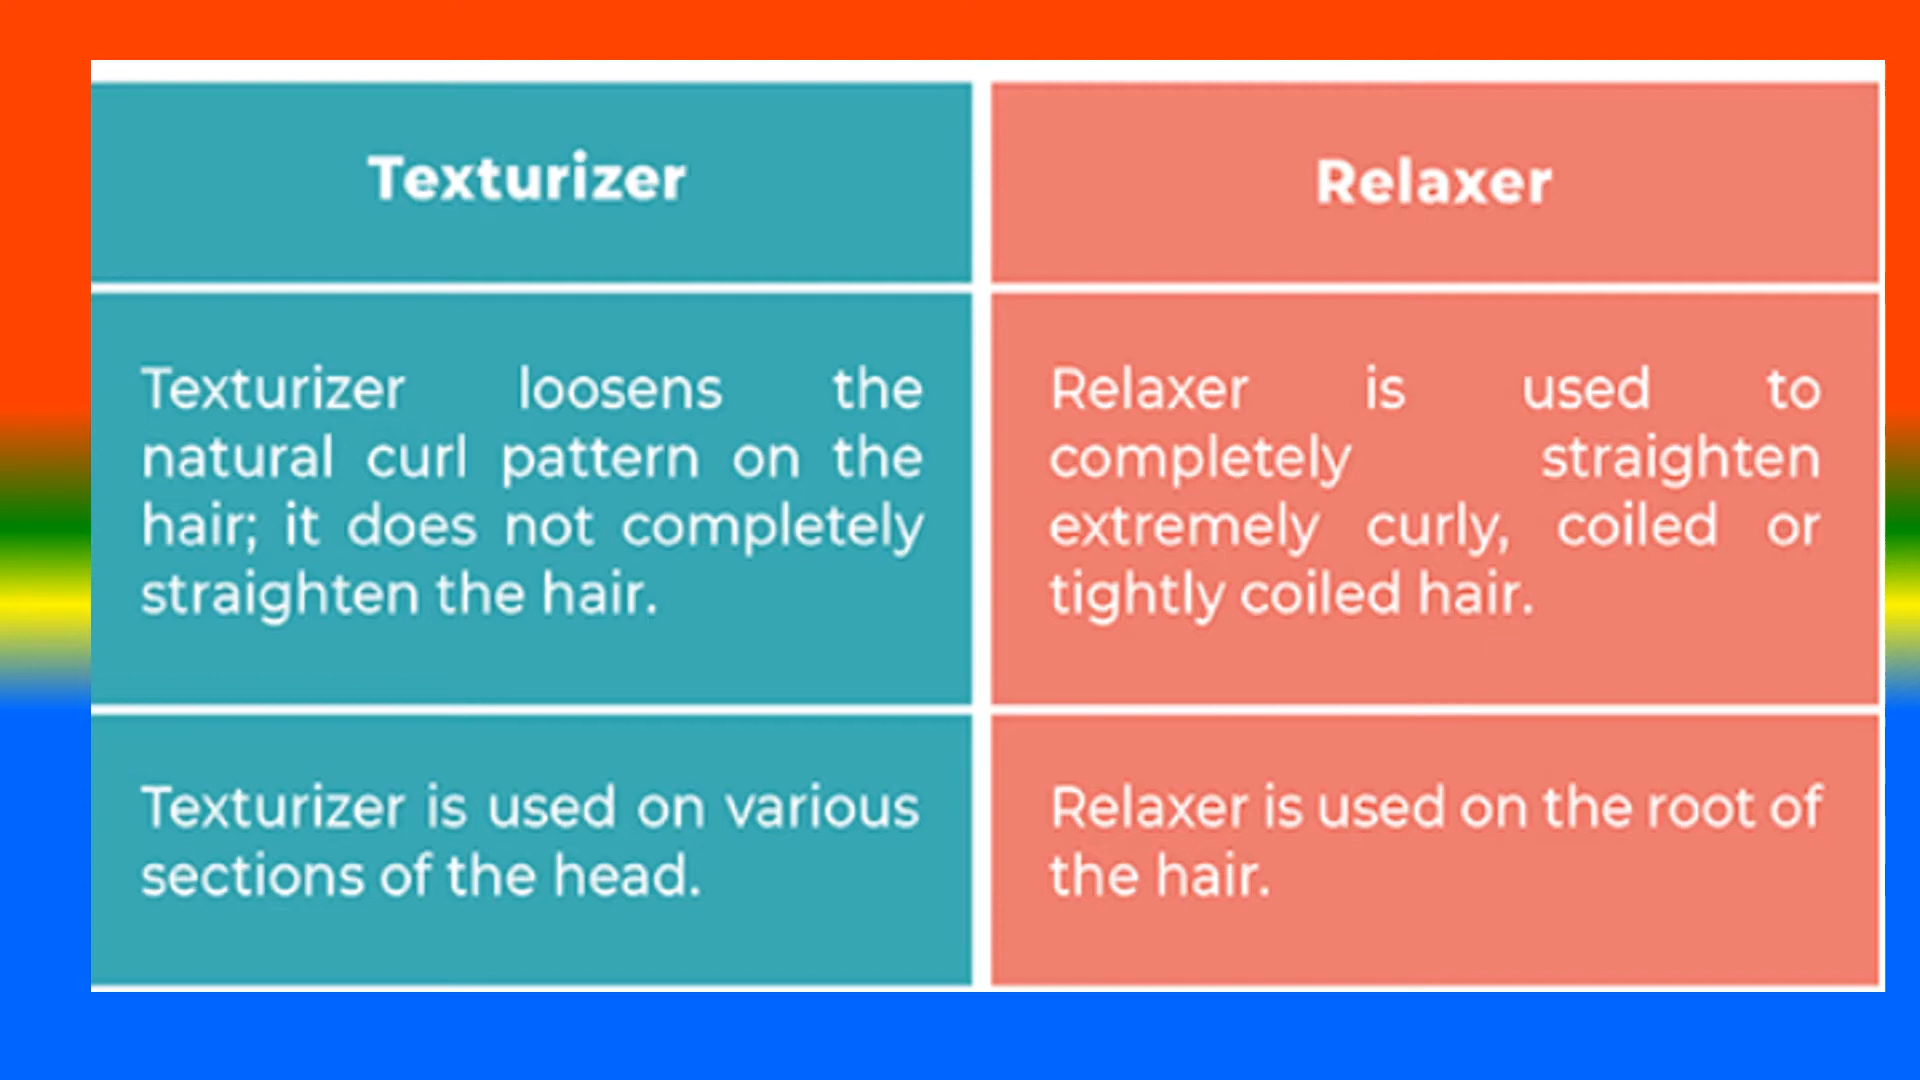 Texturizer
Relaxer
Texturizer loosens the
natural curl pattern on the
hair; it does not completely
straighten the hair.
Relaxer is used to
completely straighten
extremely curly, coiled or
tightly coiled hair.
Texturizer is used on various
sections of the head.
Relaxer is used on the root of
the hair.